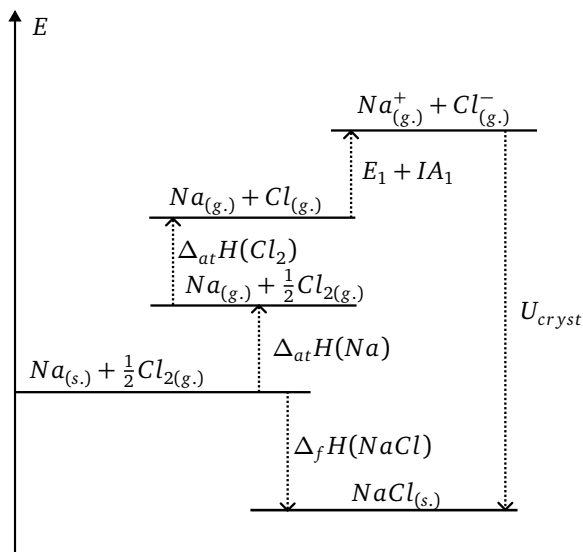 E
Na⁺(g.) + Cl⁻(g.)
E₁ + IA₁
Na(g.) + Cl(g.)
ΔatH(Cl₂)
Na(g.) + ½Cl₂(g.)
Ucryst
ΔatH(Na)
Na(s.) + ½Cl₂(g.)
ΔfH(NaCl)
NaCl(s.)